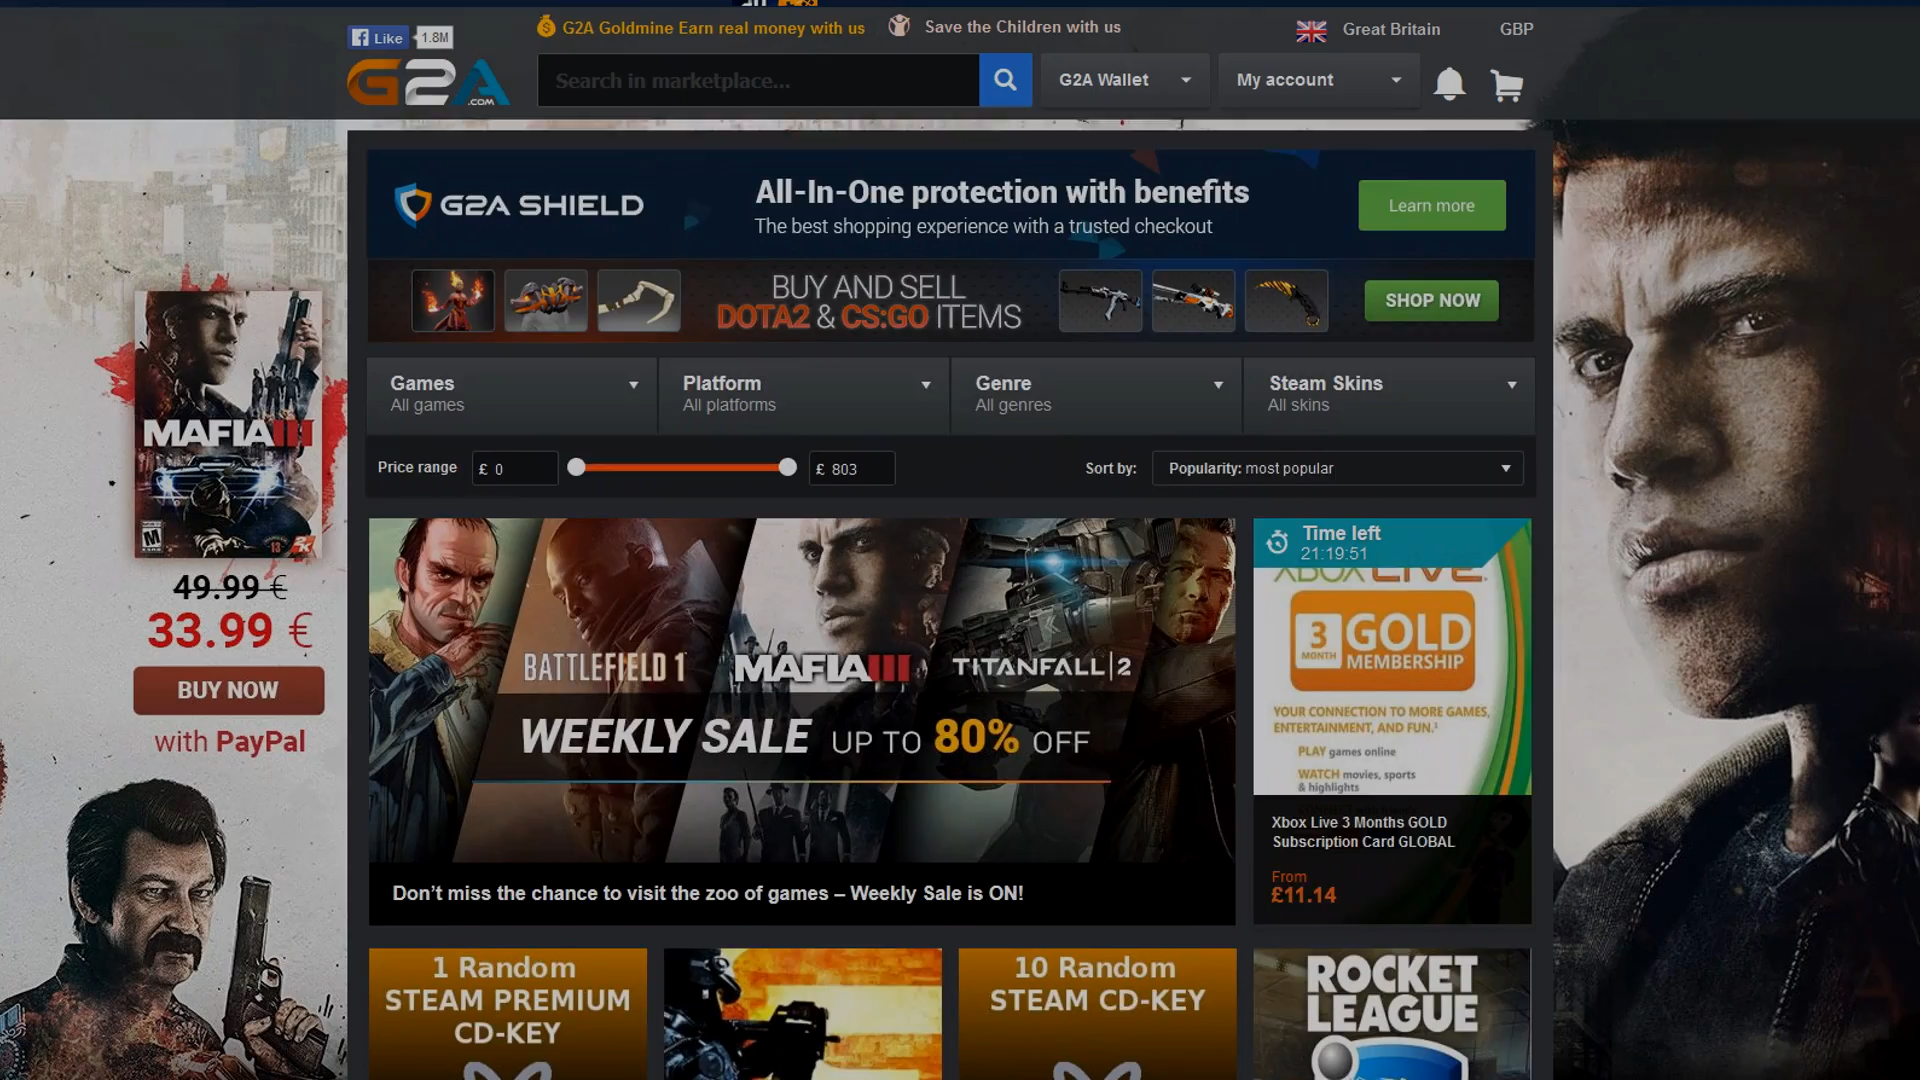 Like 1.8M
G2A Goldmine Earn real money with us
Save the Children with us
Great Britain
GBP
G2A.COM
Search in marketplace...
G2A Wallet
My account
G2A SHIELD
All-In-One protection with benefits
The best shopping experience with a trusted checkout
Learn more
BUY AND SELL
DOTA2 & CS:GO ITEMS
SHOP NOW
Games
All games
Platform
All platforms
Genre
All genres
Steam Skins
All skins
Price range
£ 0
£ 803
Sort by:
Popularity: most popular
MAFIA III
M
13
2K
49.99 €
33.99 €
BUY NOW
with PayPal
BATTLEFIELD 1
MAFIA III
TITANFALL|2
WEEKLY SALE UP TO 80% OFF
Don't miss the chance to visit the zoo of games – Weekly Sale is ON!
Time left
21:19:51
XBOX LIVE
3 MONTH
GOLD
MEMBERSHIP
YOUR CONNECTION TO MORE GAMES,
ENTERTAINMENT, AND FUN.¹
PLAY games online
WATCH movies, sports
& highlights
Xbox Live 3 Months GOLD
Subscription Card GLOBAL
From
£11.14
1 Random
STEAM PREMIUM
CD-KEY
10 Random
STEAM CD-KEY
ROCKET
LEAGUE